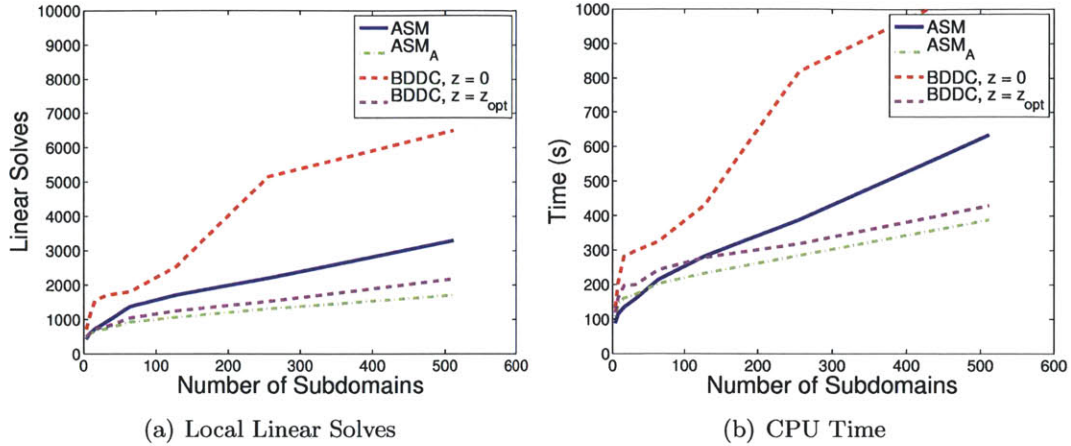 10000
9000
8000
7000
6000
5000
4000
3000
2000
1000
0
Linear Solves
0 100 200 300 400 500 600
Number of Subdomains
ASM
ASM_A
BDDC, z = 0
BDDC, z = z_opt
(a) Local Linear Solves
1000
900
800
700
600
500
400
300
200
100
0
Time (s)
0 100 200 300 400 500 600
Number of Subdomains
ASM
ASM_A
BDDC, z = 0
BDDC, z = z_opt
(b) CPU Time